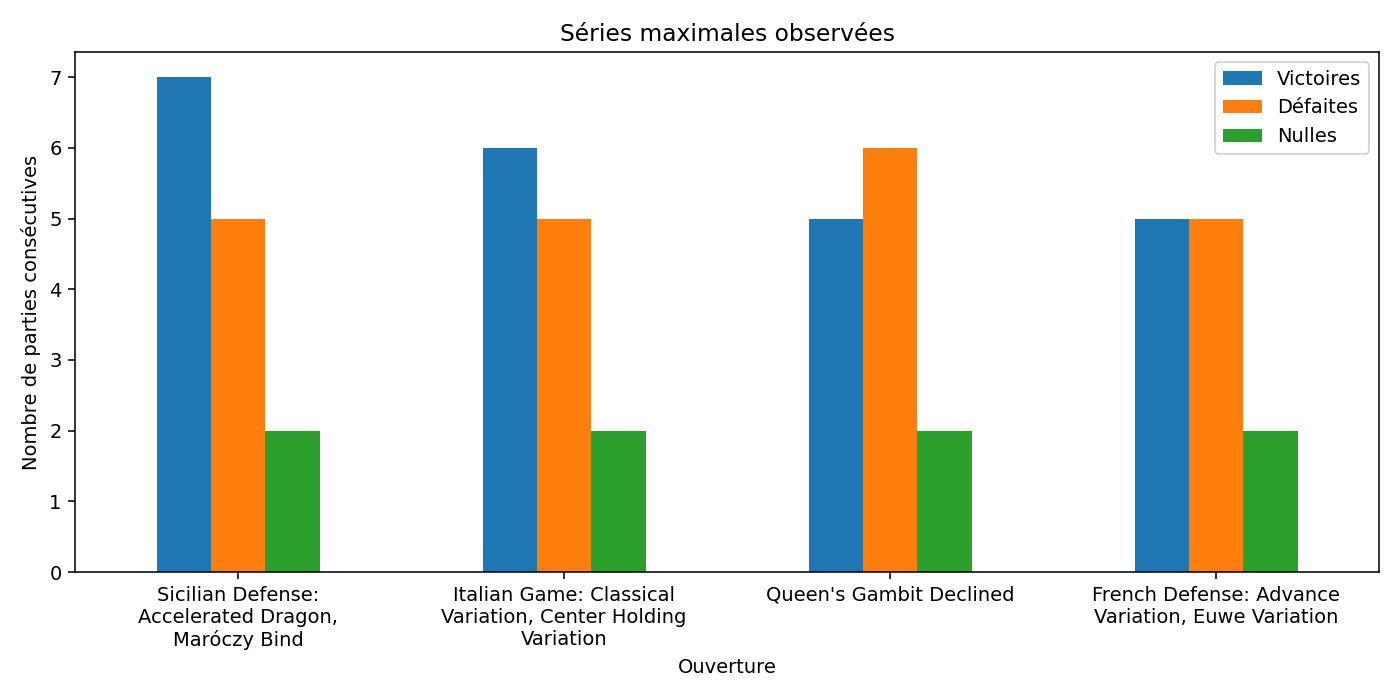 Séries maximales observées
Nombre de parties consécutives
7
6
5
4
3
2
1
0
Victoires
Défaites
Nulles
Sicilian Defense:
Accelerated Dragon,
Maróczy Bind
Italian Game: Classical
Variation, Center Holding
Variation
Queen's Gambit Declined
French Defense: Advance
Variation, Euwe Variation
Ouverture